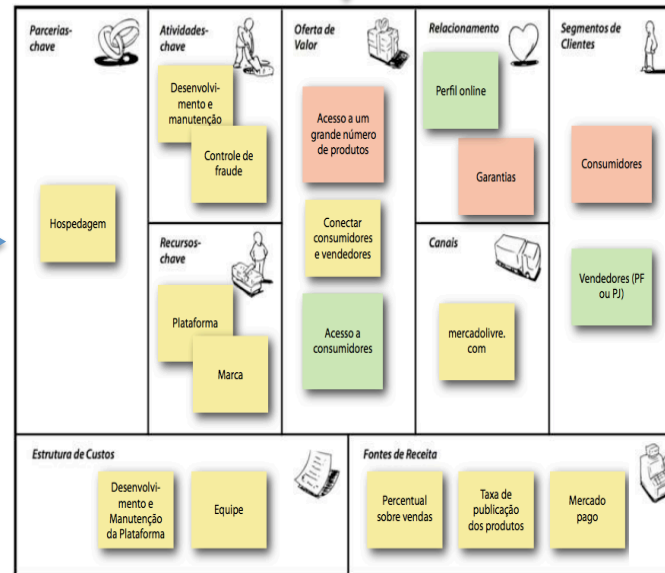 Parcerias-
chave
Hospedagem
Atividades-
chave
Desenvolvi-
mento e
manutenção
Controle de
fraude
Recursos-
chave
Plataforma
Marca
Oferta de
Valor
Acesso a um
grande número
de produtos
Conectar
consumidores
e vendedores
Acesso a
consumidores
Relacionamento
Perfil online
Garantias
Canais
mercadolivre.
com
Segmentos de
Clientes
Consumidores
Vendedores (PF
ou PJ)
Estrutura de Custos
Desenvolvi-
mento e
Manutenção
da Plataforma
Equipe
Fontes de Receita
Percentual
sobre vendas
Taxa de
publicação
dos produtos
Mercado
pago